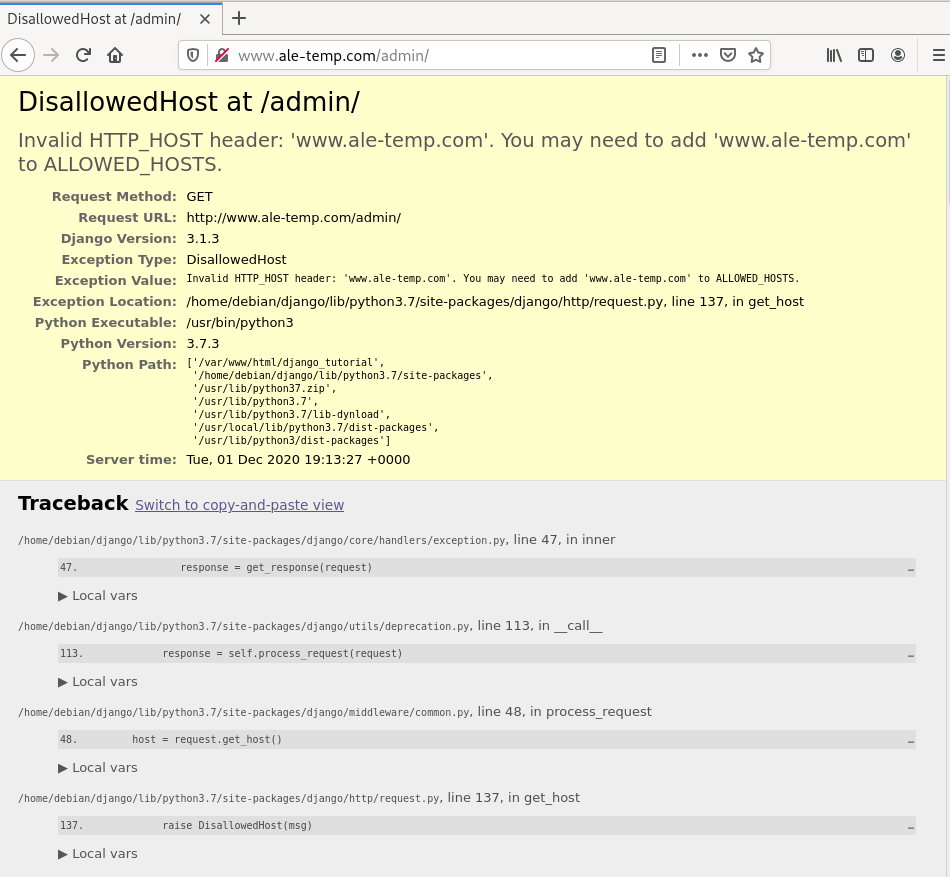 DisallowedHost at /admin/
www.ale-temp.com/admin/
DisallowedHost at /admin/
Invalid HTTP_HOST header: 'www.ale-temp.com'. You may need to add 'www.ale-temp.com'
to ALLOWED_HOSTS.
Request Method: GET
Request URL: http://www.ale-temp.com/admin/
Django Version: 3.1.3
Exception Type: DisallowedHost
Exception Value: Invalid HTTP_HOST header: 'www.ale-temp.com'. You may need to add 'www.ale-temp.com' to ALLOWED_HOSTS.
Exception Location: /home/debian/django/lib/python3.7/site-packages/django/http/request.py, line 137, in get_host
Python Executable: /usr/bin/python3
Python Version: 3.7.3
Python Path: ['/var/www/html/django_tutorial',
'/home/debian/django/lib/python3.7/site-packages',
'/usr/lib/python37.zip',
'/usr/lib/python3.7',
'/usr/lib/python3.7/lib-dynload',
'/usr/local/lib/python3.7/dist-packages',
'/usr/lib/python3/dist-packages']
Server time: Tue, 01 Dec 2020 19:13:27 +0000
Traceback Switch to copy-and-paste view
/home/debian/django/lib/python3.7/site-packages/django/core/handlers/exception.py, line 47, in inner
47. response = get_response(request) …
▶ Local vars
/home/debian/django/lib/python3.7/site-packages/django/utils/deprecation.py, line 113, in __call__
113. response = self.process_request(request) …
▶ Local vars
/home/debian/django/lib/python3.7/site-packages/django/middleware/common.py, line 48, in process_request
48. host = request.get_host() …
▶ Local vars
/home/debian/django/lib/python3.7/site-packages/django/http/request.py, line 137, in get_host
137. raise DisallowedHost(msg) …
▶ Local vars